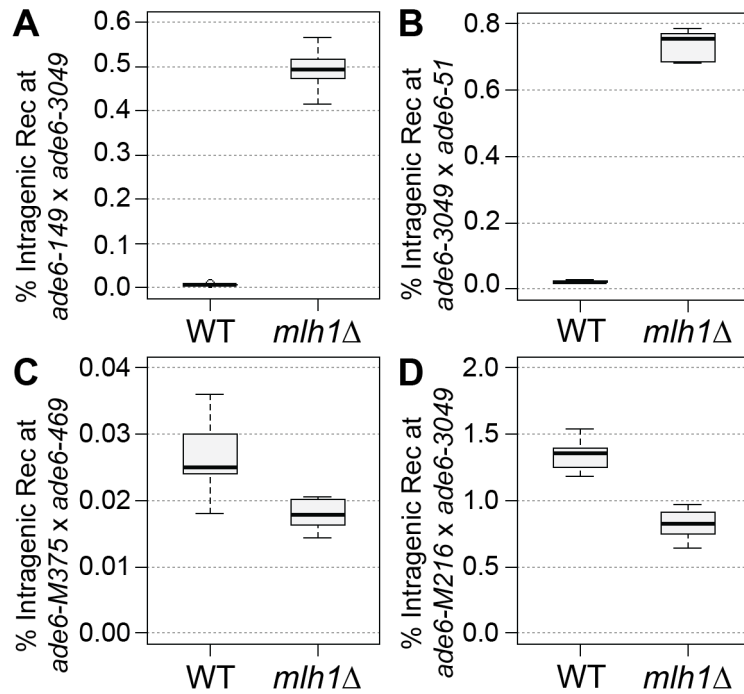 A
% Intragenic Rec at
ade6-149 x ade6-3049
0.6
0.5
0.4
0.3
0.2
0.1
0.0
WT
mlh1Δ
B
% Intragenic Rec at
ade6-3049 x ade6-51
0.8
0.6
0.4
0.2
0.0
WT
mlh1Δ
C
% Intragenic Rec at
ade6-M375 x ade6-469
0.04
0.03
0.02
0.01
0.00
WT
mlh1Δ
D
% Intragenic Rec at
ade6-M216 x ade6-3049
2.0
1.5
1.0
0.5
0.0
WT
mlh1Δ